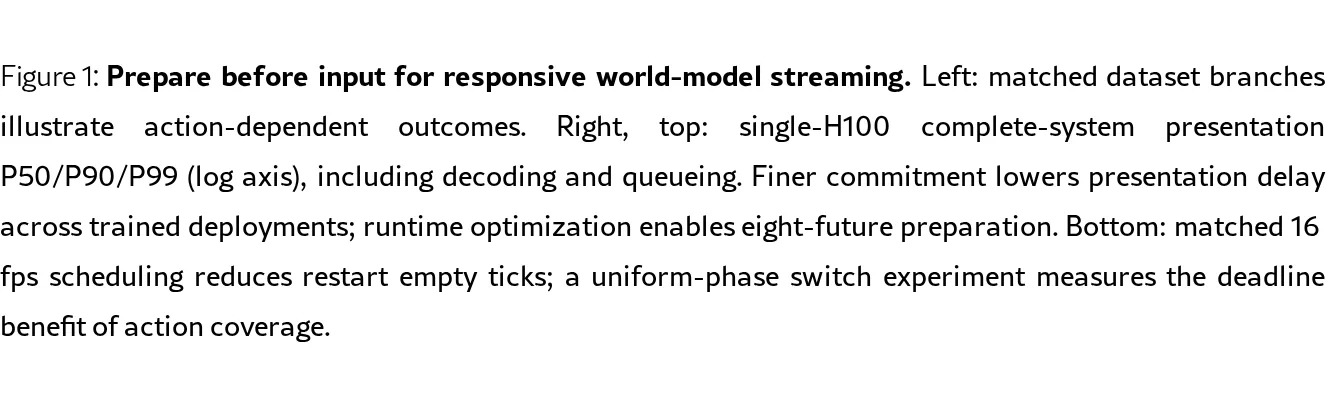 Figure 1: Prepare before input for responsive world-model streaming. Left: matched dataset branches
illustrate action-dependent outcomes. Right, top: single-H100 complete-system presentation
P50/P90/P99 (log axis), including decoding and queueing. Finer commitment lowers presentation delay
across trained deployments; runtime optimization enables eight-future preparation. Bottom: matched 16
fps scheduling reduces restart empty ticks; a uniform-phase switch experiment measures the deadline
benefit of action coverage.